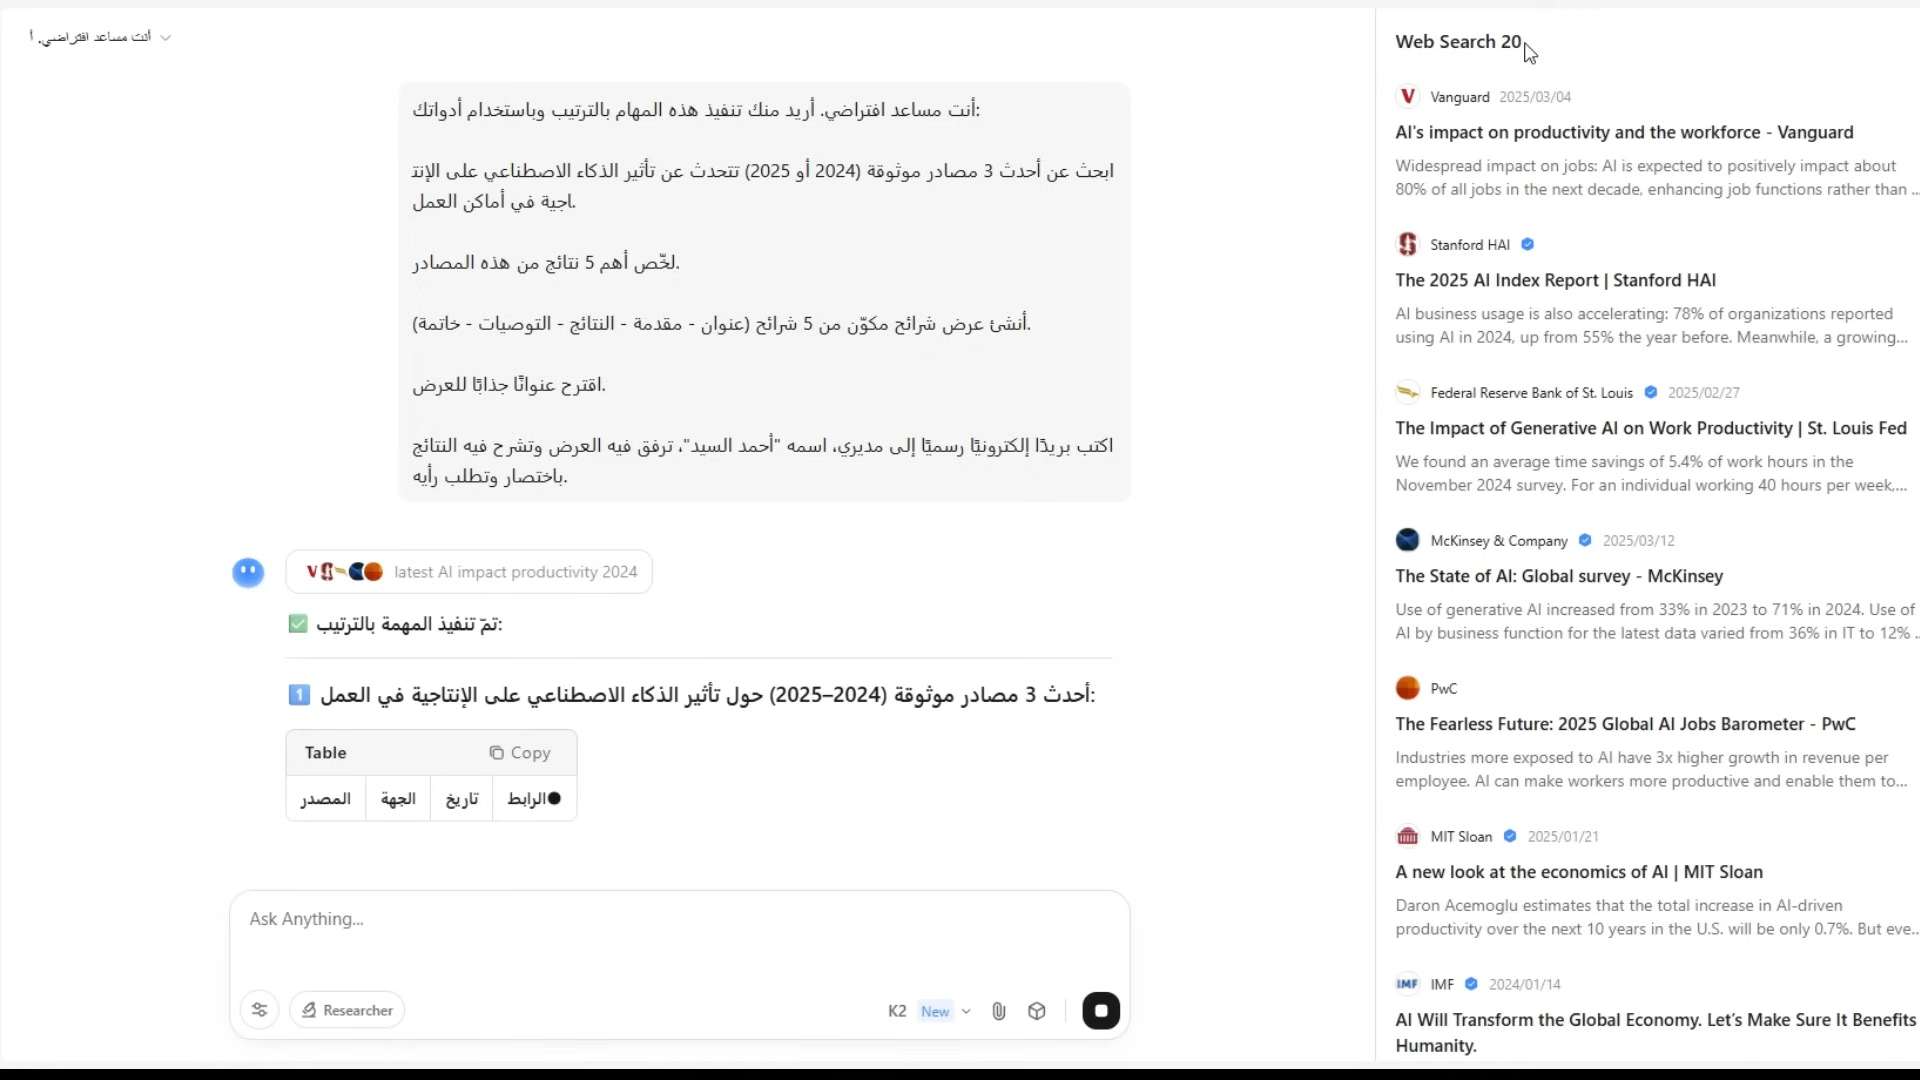 أنت مساعد افتراضي. أ
أنت مساعد افتراضي. أريد منك تنفيذ هذه المهام بالترتيب وباستخدام أدواتك:
ابحث عن أحدث 3 مصادر موثوقة (2024 أو 2025) تتحدث عن تأثير الذكاء الاصطناعي على الإنت
اجية في أماكن العمل.
لخّص أهم 5 نتائج من هذه المصادر.
أنشئ عرض شرائح مكوّن من 5 شرائح (عنوان - مقدمة - النتائج - التوصيات - خاتمة).
اقترح عنوانًا جذابًا للعرض.
اكتب بريدًا إلكترونيًا رسميًا إلى مديري، اسمه "أحمد السيد"، ترفق فيه العرض وتشرح فيه النتائج
باختصار وتطلب رأيه.
latest AI impact productivity 2024
✅ تمّ تنفيذ المهمة بالترتيب:
1️⃣ أحدث 3 مصادر موثوقة (2024–2025) حول تأثير الذكاء الاصطناعي على الإنتاجية في العمل:
Table Copy
المصدر الجهة تاريخ الرابط
Ask Anything...
Researcher
K2 New
Web Search 20
Vanguard 2025/03/04
AI's impact on productivity and the workforce - Vanguard
Widespread impact on jobs: AI is expected to positively impact about
80% of all jobs in the next decade, enhancing job functions rather than ...
Stanford HAI
The 2025 AI Index Report | Stanford HAI
AI business usage is also accelerating: 78% of organizations reported
using AI in 2024, up from 55% the year before. Meanwhile, a growing...
Federal Reserve Bank of St. Louis 2025/02/27
The Impact of Generative AI on Work Productivity | St. Louis Fed
We found an average time savings of 5.4% of work hours in the
November 2024 survey. For an individual working 40 hours per week,...
McKinsey & Company 2025/03/12
The State of AI: Global survey - McKinsey
Use of generative AI increased from 33% in 2023 to 71% in 2024. Use of
AI by business function for the latest data varied from 36% in IT to 12% ..
PwC
The Fearless Future: 2025 Global AI Jobs Barometer - PwC
Industries more exposed to AI have 3x higher growth in revenue per
employee. AI can make workers more productive and enable them to...
MIT Sloan 2025/01/21
A new look at the economics of AI | MIT Sloan
Daron Acemoglu estimates that the total increase in AI-driven
productivity over the next 10 years in the U.S. will be only 0.7%. But eve...
IMF IMF 2024/01/14
AI Will Transform the Global Economy. Let's Make Sure It Benefits
Humanity.